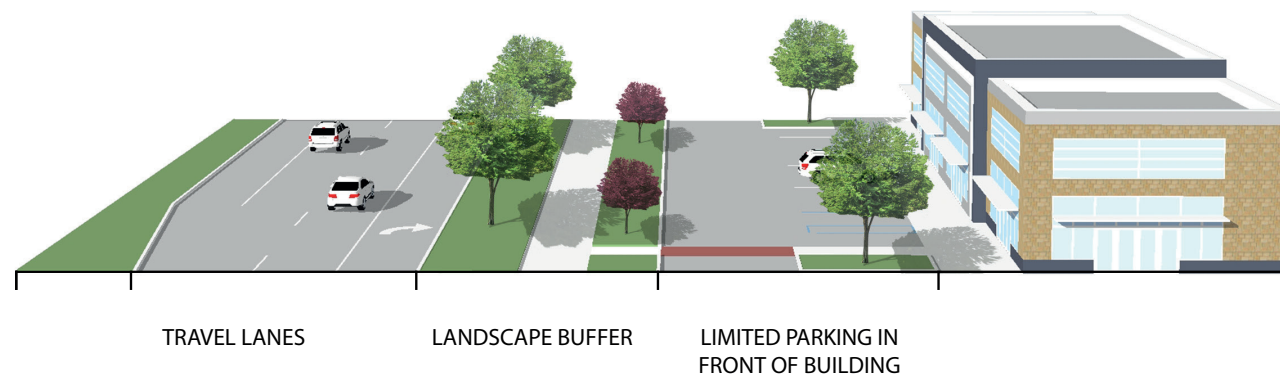 TRAVEL LANES
LANDSCAPE BUFFER
LIMITED PARKING IN
FRONT OF BUILDING